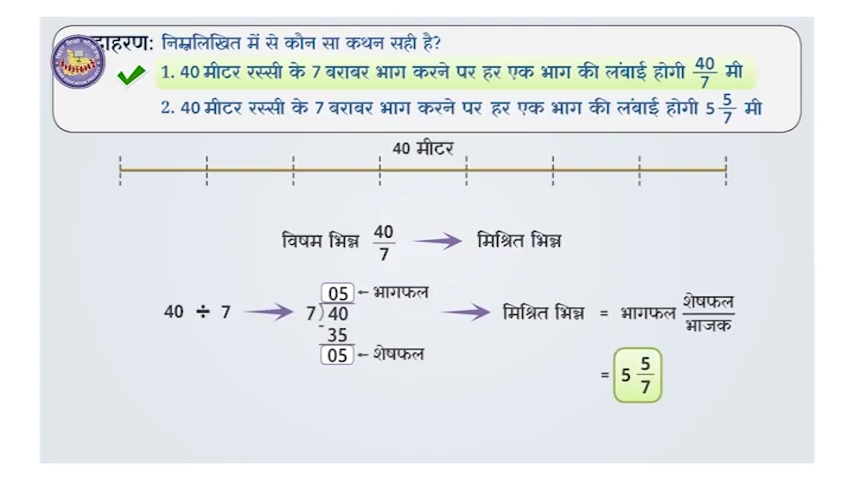 दाहरण: निम्नलिखित में से कौन सा कथन सही है?
1. 40 मीटर रस्सी के 7 बराबर भाग करने पर हर एक भाग की लंबाई होगी 40/7 मी
2. 40 मीटर रस्सी के 7 बराबर भाग करने पर हर एक भाग की लंबाई होगी 5 5/7 मी
40 मीटर
विषम भिन्न 40/7 → मिश्रित भिन्न
05 ← भागफल
40 ÷ 7 → 7)40 → मिश्रित भिन्न = भागफल शेषफल/भाजक
- 35
05 ← शेषफल
= 5 5/7